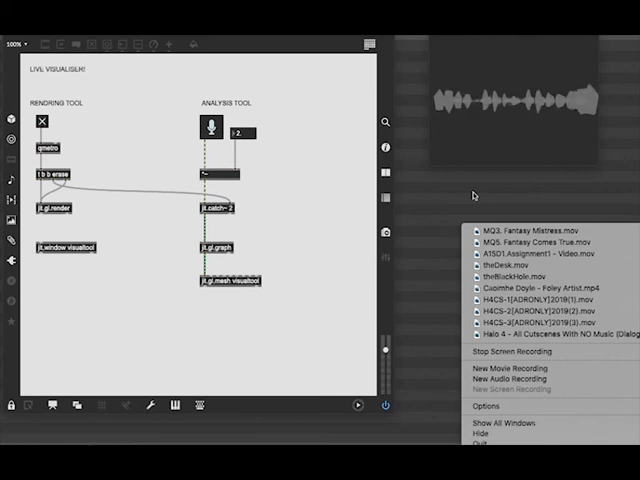 100%
LIVE VISUALISER!
RENDRING TOOL
ANALYSIS TOOL
2.
qmetro
t b b erase
*~
jit.gl.render
jit.catch~ 2
jit.window visualtool
jit.gl.graph
jit.gl.mesh visualtool
MQ3. Fantasy Mistress.mov
MQ5. Fantasy Comes True.mov
A15D1.Assignment1 - Video.mov
theDesk.mov
theBlackHole.mov
Caoimhe Doyle - Foley Artist.mp4
H4CS-1[ADRONLY]2019(1).mov
H4CS-2[ADRONLY]2019(2).mov
H4CS-3[ADRONLY]2019(3).mov
Halo 4 - All Cutscenes With NO Music (Dialog
Stop Screen Recording
New Movie Recording
New Audio Recording
New Screen Recording
Options
Show All Windows
Hide
Quit